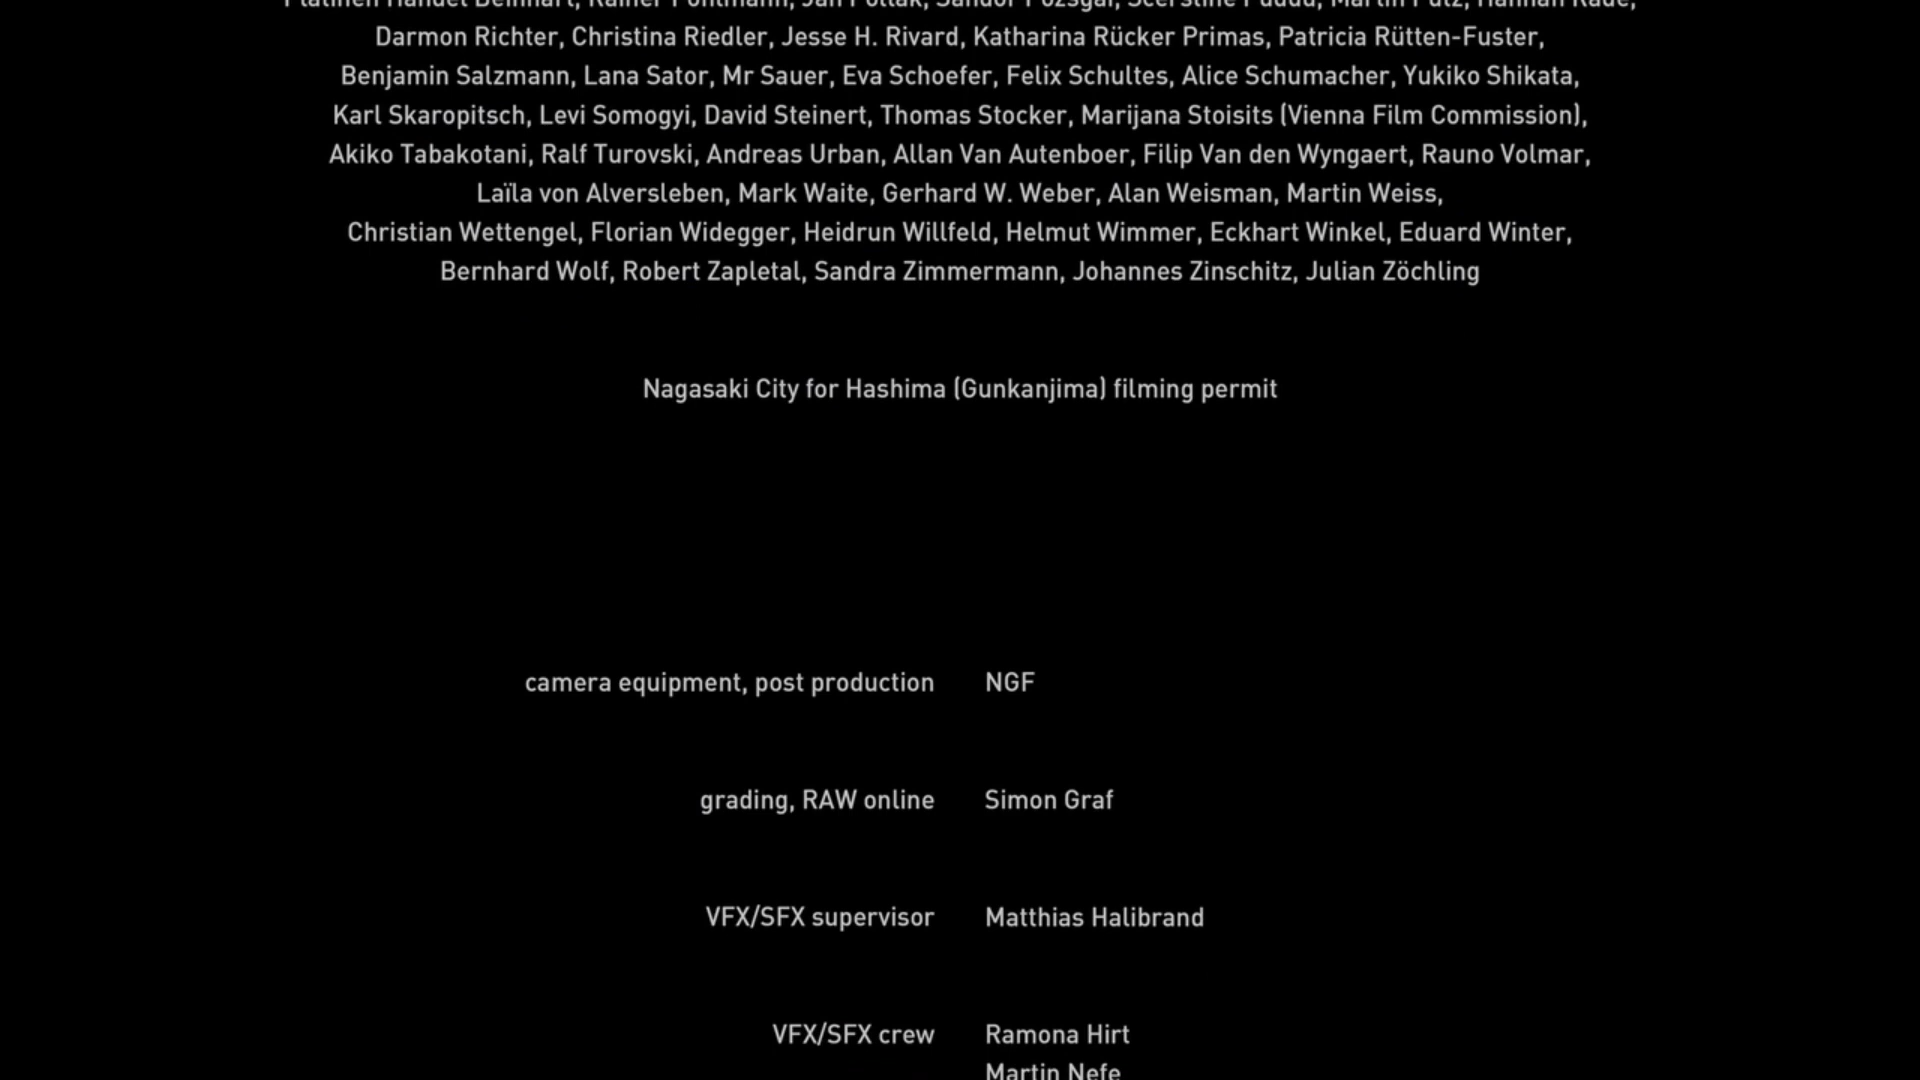 Platinen Handel Beinhart, Rainer Pohlmann, Jan Pollak, Sandor Pozsgai, Martin Putz, Hannah Rade,
Darmon Richter, Christina Riedler, Jesse H. Rivard, Katharina Rücker Primas, Patricia Rütten-Fuster,
Benjamin Salzmann, Lana Sator, Mr Sauer, Eva Schoefer, Felix Schultes, Alice Schumacher, Yukiko Shikata,
Karl Skaropitsch, Levi Somogyi, David Steinert, Thomas Stocker, Marijana Stoisits (Vienna Film Commission),
Akiko Tabakotani, Ralf Turovski, Andreas Urban, Allan Van Autenboer, Filip Van den Wyngaert, Rauno Volmar,
Laïla von Alversleben, Mark Waite, Gerhard W. Weber, Alan Weisman, Martin Weiss,
Christian Wettengel, Florian Widegger, Heidrun Willfeld, Helmut Wimmer, Eckhart Winkel, Eduard Winter,
Bernhard Wolf, Robert Zapletal, Sandra Zimmermann, Johannes Zinschitz, Julian Zöchling
Nagasaki City for Hashima (Gunkanjima) filming permit
camera equipment, post production NGF
grading, RAW online Simon Graf
VFX/SFX supervisor Matthias Halibrand
VFX/SFX crew Ramona Hirt
Martin Nefe